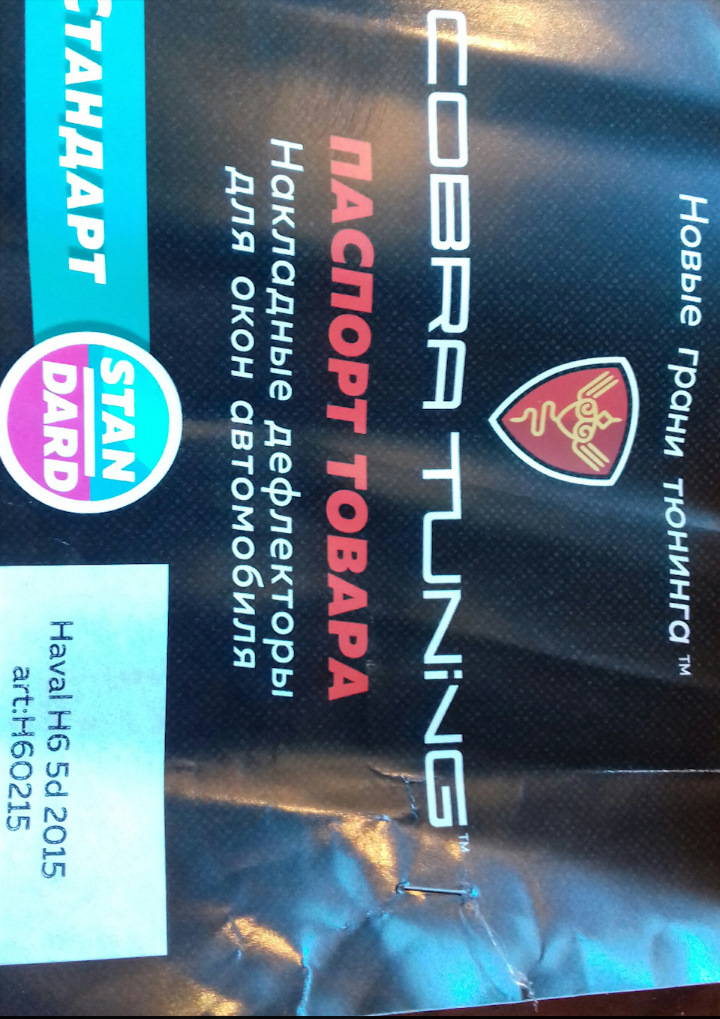 Новые грани тюнинга™
COBRA TUNING™
ПАСПОРТ ТОВАРА
Накладные дефлекторы
для окон автомобиля
СТАНДАРТ
STAN
DARD
Haval H6 5d 2015
art:H60215